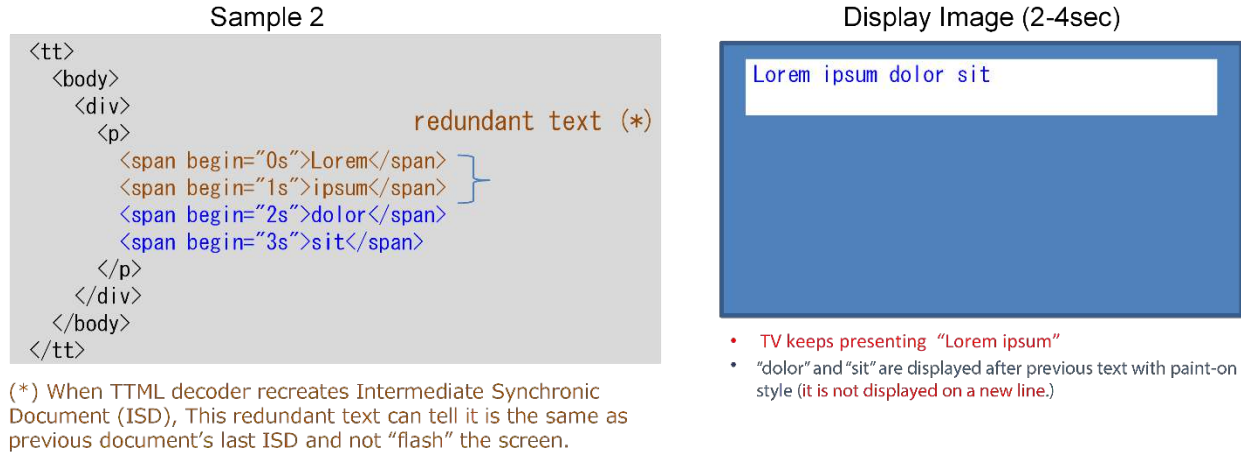 Sample 2
<tt>
<body>
<div>
<p>
redundant text (*)
<span begin="0s">Lorem</span>
<span begin="1s">ipsum</span>
<span begin="2s">dolor</span>
<span begin="3s">sit</span>
</p>
</div>
</body>
</tt>
(*) When TTML decoder recreates Intermediate Synchronic
Document (ISD), This redundant text can tell it is the same as
previous document's last ISD and not “flash” the screen.
Display Image (2-4sec)
Lorem ipsum dolor sit
• TV keeps presenting “Lorem ipsum”
• “dolor” and “sit” are displayed after previous text with paint-on
style (it is not displayed on a new line.)